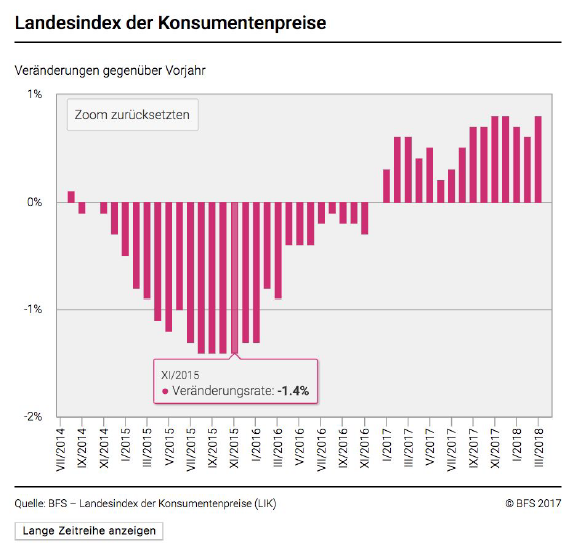 Landesindex der Konsumentenpreise
Veränderungen gegenüber Vorjahr
1%
Zoom zurücksetzten
0%
-1%
XI/2015
● Veränderungsrate: -1.4%
-2%
VII/2014
IX/2014
XI/2014
I/2015
III/2015
V/2015
VII/2015
IX/2015
XI/2015
I/2016
III/2016
V/2016
VII/2016
IX/2016
XI/2016
I/2017
III/2017
V/2017
VII/2017
IX/2017
XI/2017
I/2018
III/2018
Quelle: BFS – Landesindex der Konsumentenpreise (LIK)
© BFS 2017
Lange Zeitreihe anzeigen